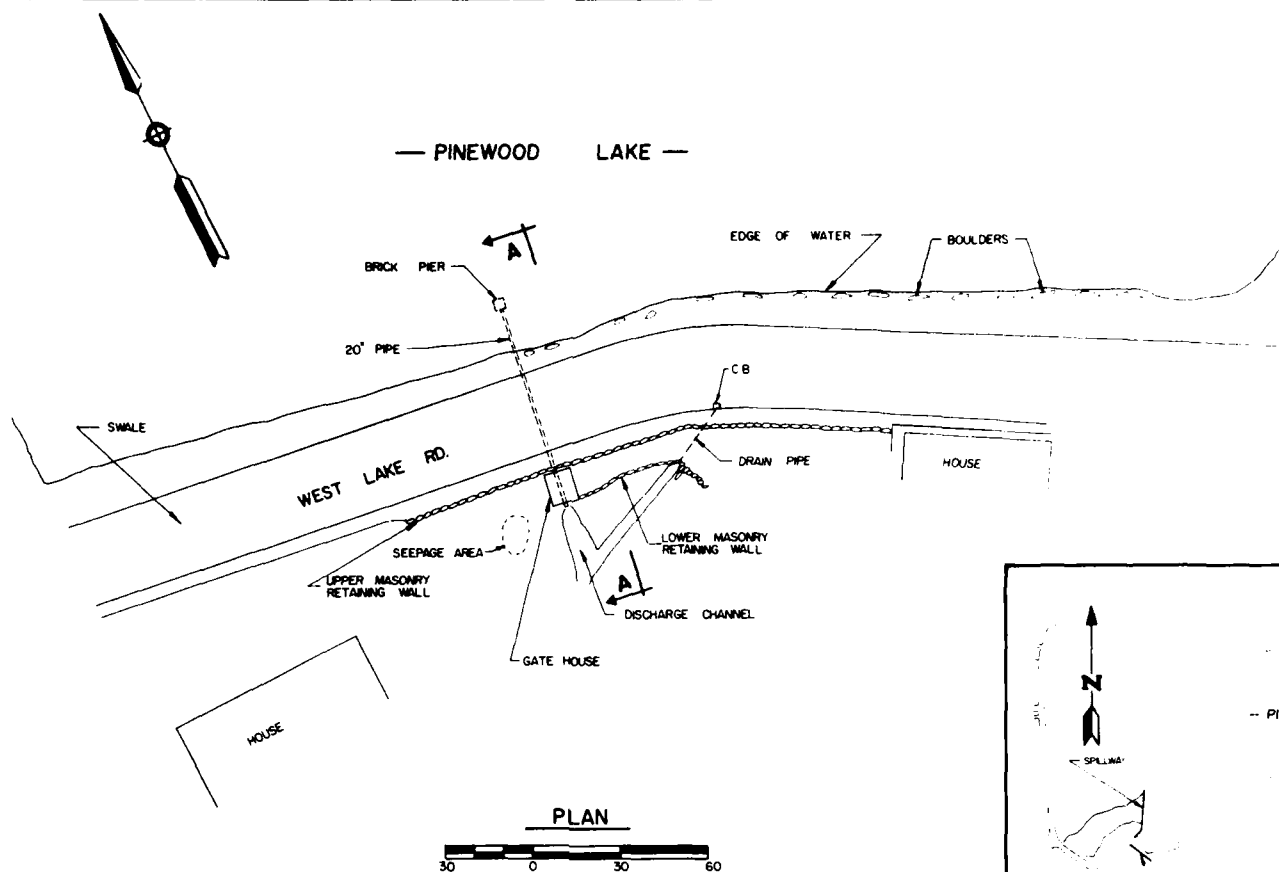 — PINEWOOD LAKE —
EDGE OF WATER
BOULDERS
A
BRICK PIER
20" PIPE
C B
SWALE
WEST LAKE RD.
DRAIN PIPE
HOUSE
SEEPAGE AREA
LOWER MASONRY
RETAINING WALL
UPPER MASONRY
RETAINING WALL
A
DISCHARGE CHANNEL
GATE HOUSE
HOUSE
N
SPILLWAY
PLAN
30 0 30 60